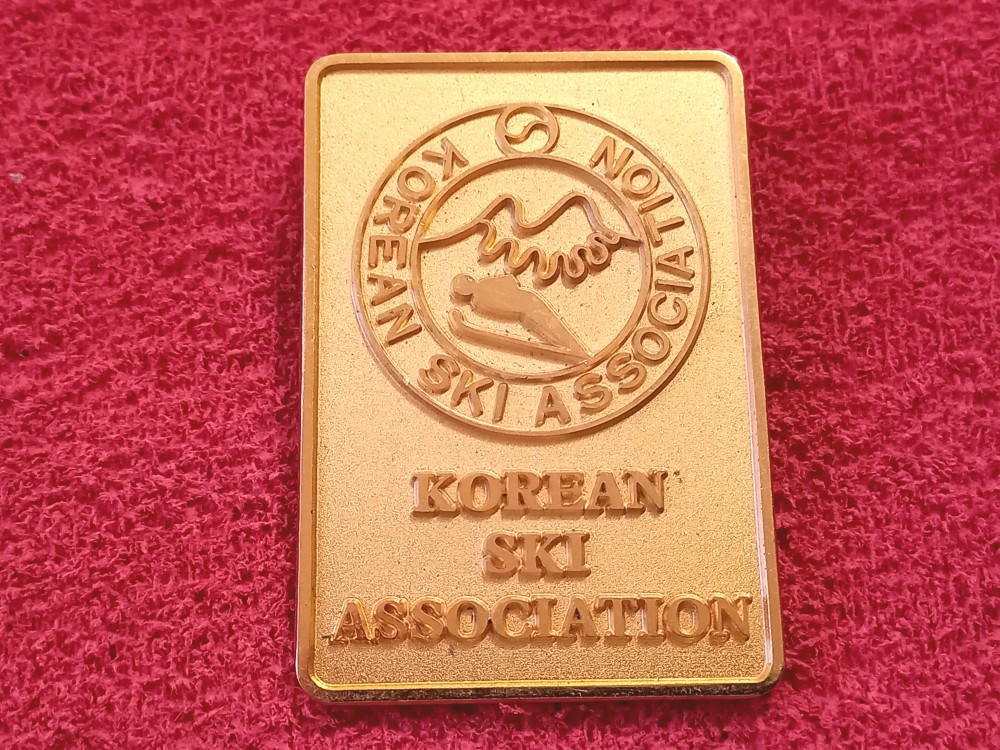 KOREAN SKI ASSOCIATION
KOREAN
SKI
ASSOCIATION